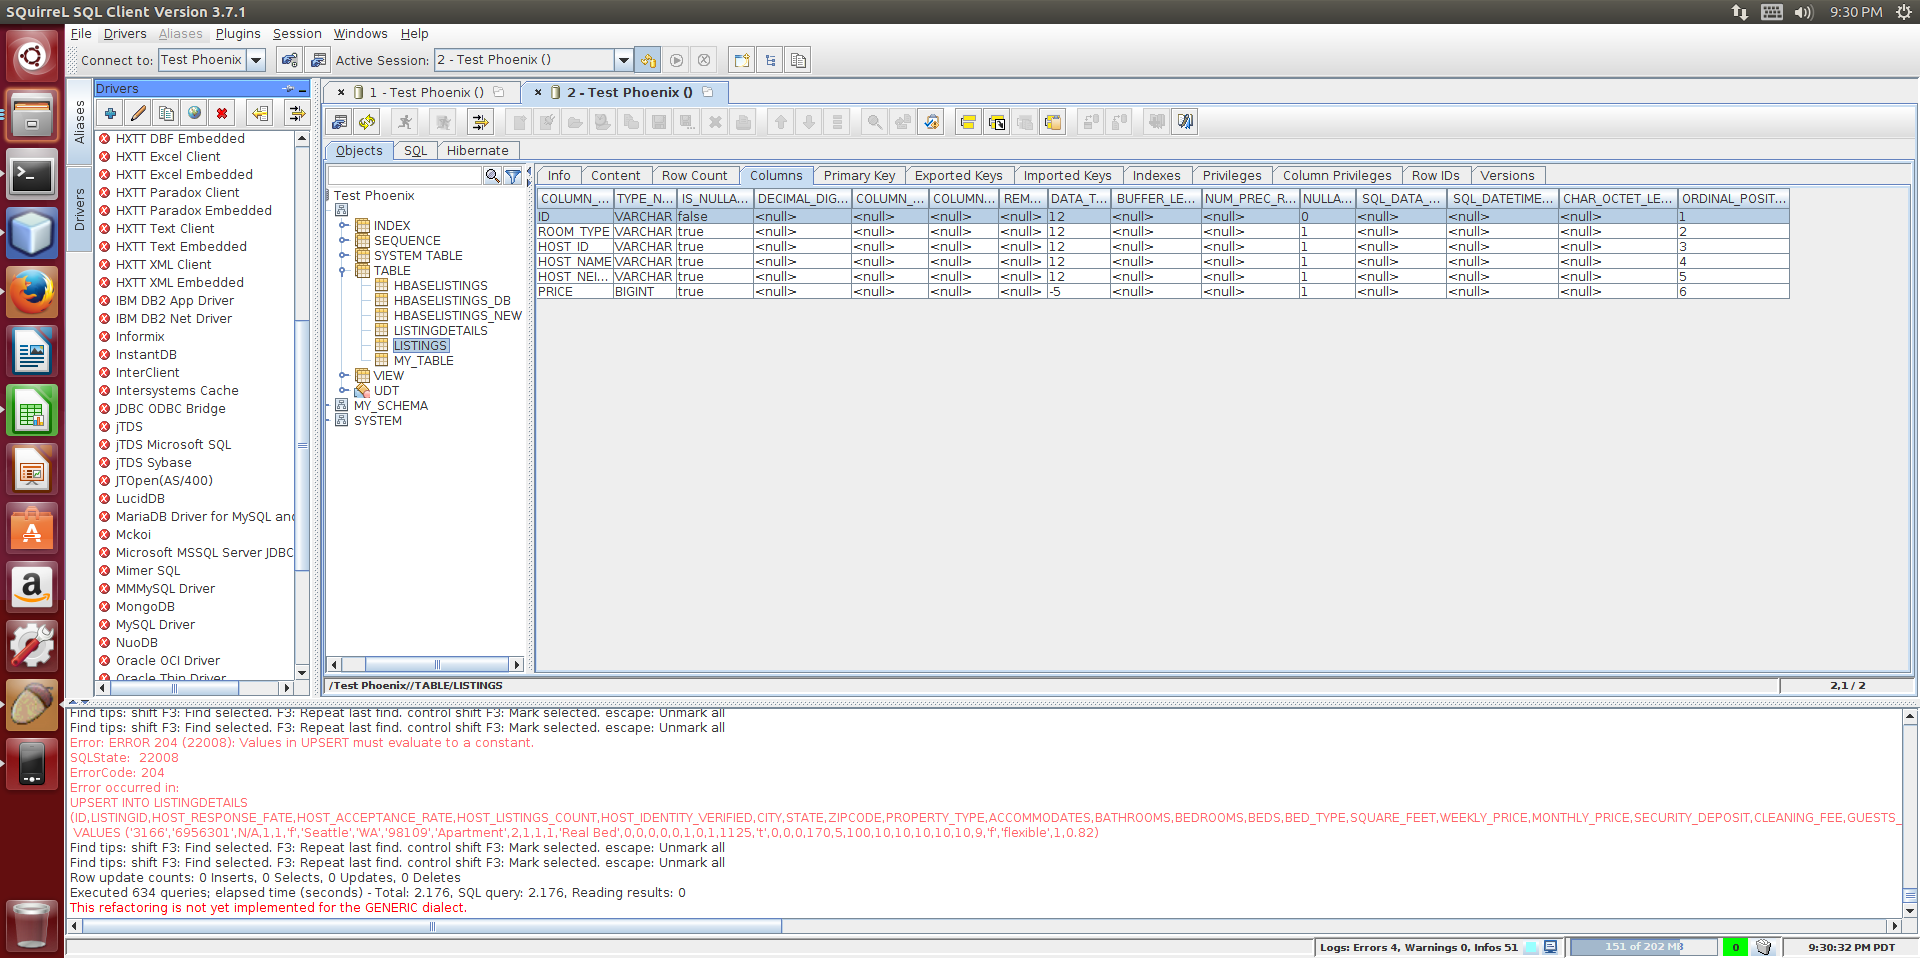 SQuirreL SQL Client Version 3.7.1
9:30 PM
File Drivers Aliases Plugins Session Windows Help
Connect to: Test Phoenix Active Session: 2 - Test Phoenix ()
Aliases
Drivers
Drivers
HXTT DBF Embedded
HXTT Excel Client
HXTT Excel Embedded
HXTT Paradox Client
HXTT Paradox Embedded
HXTT Text Client
HXTT Text Embedded
HXTT XML Client
HXTT XML Embedded
IBM DB2 App Driver
IBM DB2 Net Driver
Informix
InstantDB
InterClient
Intersystems Cache
JDBC ODBC Bridge
jTDS
jTDS Microsoft SQL
jTDS Sybase
JTOpen(AS/400)
LucidDB
MariaDB Driver for MySQL and
Mckoi
Microsoft MSSQL Server JDBC
Mimer SQL
MMMySQL Driver
MongoDB
MySQL Driver
NuoDB
Oracle OCI Driver
Oracle Thin Driver
1 - Test Phoenix () 2 - Test Phoenix ()
Objects SQL Hibernate
Test Phoenix
INDEX
SEQUENCE
SYSTEM TABLE
TABLE
HBASELISTINGS
HBASELISTINGS_DB
HBASELISTINGS_NEW
LISTINGDETAILS
LISTINGS
MY_TABLE
VIEW
UDT
MY_SCHEMA
SYSTEM
Info Content Row Count Columns Primary Key Exported Keys Imported Keys Indexes Privileges Column Privileges Row IDs Versions
COLUMN_... TYPE_N... IS_NULLA... DECIMAL_DIG... COLUMN_... COLUMN... REM... DATA_T... BUFFER_LE... NUM_PREC_R... NULLA... SQL_DATA_... SQL_DATETIME... CHAR_OCTET_LE... ORDINAL_POSIT...
ID VARCHAR false <null> <null> <null> <null> 12 <null> <null> 0 <null> <null> <null> 1
ROOM_TYPE VARCHAR true <null> <null> <null> <null> 12 <null> <null> 1 <null> <null> <null> 2
HOST_ID VARCHAR true <null> <null> <null> <null> 12 <null> <null> 1 <null> <null> <null> 3
HOST_NAME VARCHAR true <null> <null> <null> <null> 12 <null> <null> 1 <null> <null> <null> 4
HOST_NEI... VARCHAR true <null> <null> <null> <null> 12 <null> <null> 1 <null> <null> <null> 5
PRICE BIGINT true <null> <null> <null> <null> -5 <null> <null> 1 <null> <null> <null> 6
/Test Phoenix//TABLE/LISTINGS 2,1 / 2
Find tips: shift F3: Find selected. F3: Repeat last find. control shift F3: Mark selected. escape: Unmark all
Find tips: shift F3: Find selected. F3: Repeat last find. control shift F3: Mark selected. escape: Unmark all
Error: ERROR 204 (22008): Values in UPSERT must evaluate to a constant.
SQLState:  22008
ErrorCode: 204
Error occurred in:
UPSERT INTO LISTINGDETAILS
(ID,LISTINGID,HOST_RESPONSE_FATE,HOST_ACCEPTANCE_RATE,HOST_LISTINGS_COUNT,HOST_IDENTITY_VERIFIED,CITY,STATE,ZIPCODE,PROPERTY_TYPE,ACCOMMODATES,BATHROOMS,BEDROOMS,BEDS,BED_TYPE,SQUARE_FEET,WEEKLY_PRICE,MONTHLY_PRICE,SECURITY_DEPOSIT,CLEANING_FEE,GUESTS_
VALUES ('3166','6956301',N/A,1,1,'f','Seattle','WA','98109','Apartment',2,1,1,1,'Real Bed',0,0,0,0,0,1,0,1,1125,'t',0,0,0,170,5,100,10,10,10,10,10,9,'f','flexible',1,0.82)
Find tips: shift F3: Find selected. F3: Repeat last find. control shift F3: Mark selected. escape: Unmark all
Find tips: shift F3: Find selected. F3: Repeat last find. control shift F3: Mark selected. escape: Unmark all
Row update counts: 0 Inserts, 0 Selects, 0 Updates, 0 Deletes
Executed 634 queries; elapsed time (seconds) - Total: 2.176, SQL query: 2.176, Reading results: 0
This refactoring is not yet implemented for the GENERIC dialect.
Logs: Errors 4, Warnings 0, Infos 51 151 of 202 MB 0 9:30:32 PM PDT